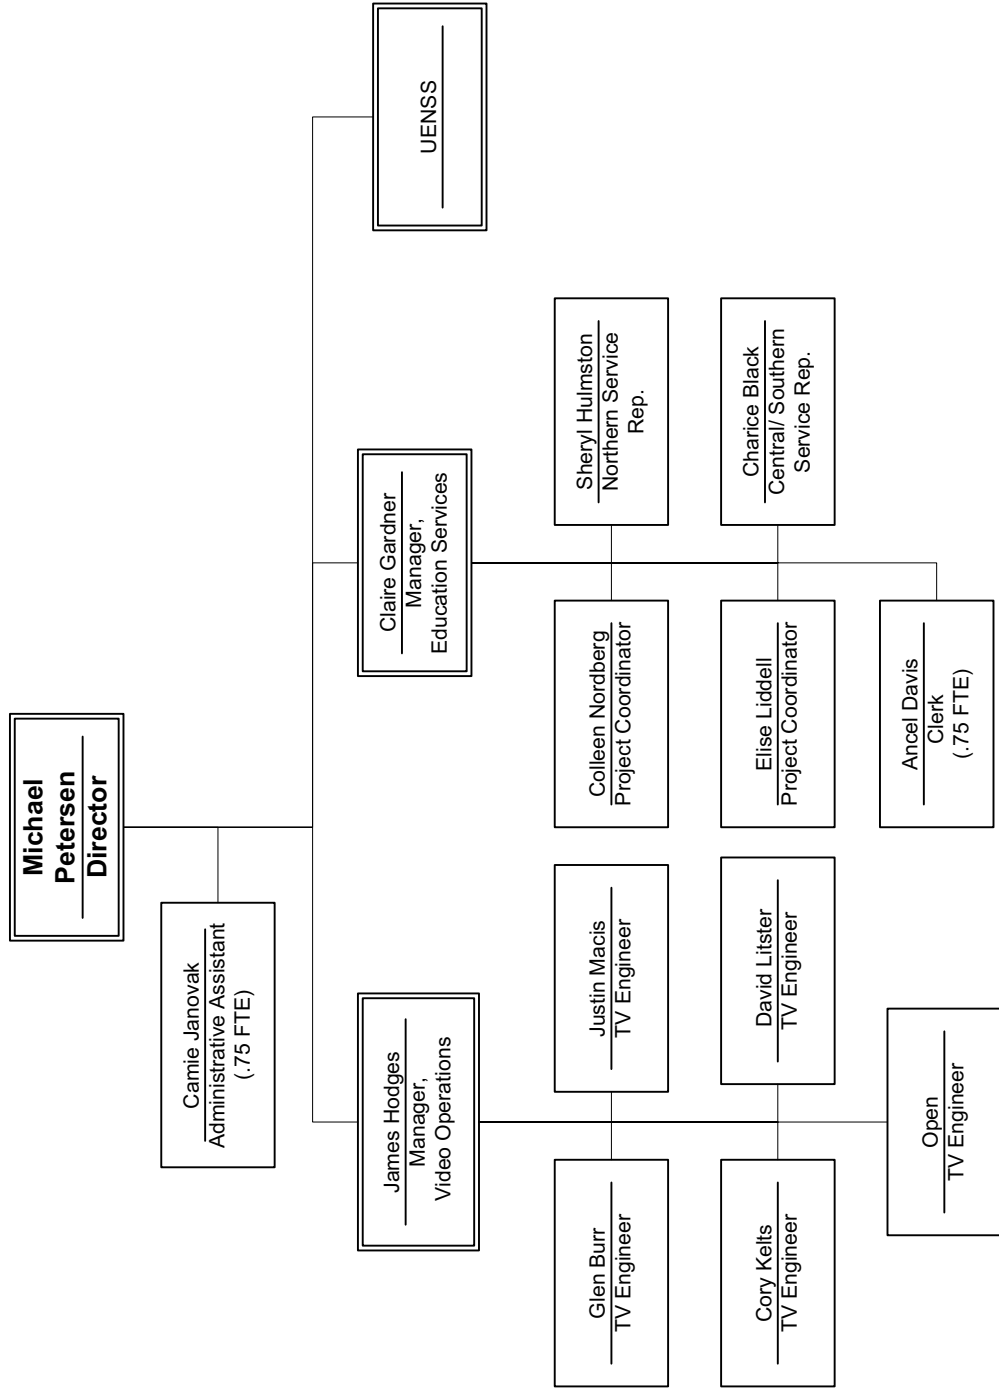 Michael
Petersen
Director
Camie Janovak
Administrative Assistant
(.75 FTE)
James Hodges
Manager,
Video Operations
Claire Gardner
Manager,
Education Services
UENSS
Glen Burr
TV Engineer
Justin Macis
TV Engineer
Colleen Nordberg
Project Coordinator
Sheryl Hulmston
Northern Service
Rep.
Cory Kelts
TV Engineer
David Litster
TV Engineer
Elise Liddell
Project Coordinator
Charice Black
Central/ Southern
Service Rep.
Open
TV Engineer
Ancel Davis
Clerk
(.75 FTE)